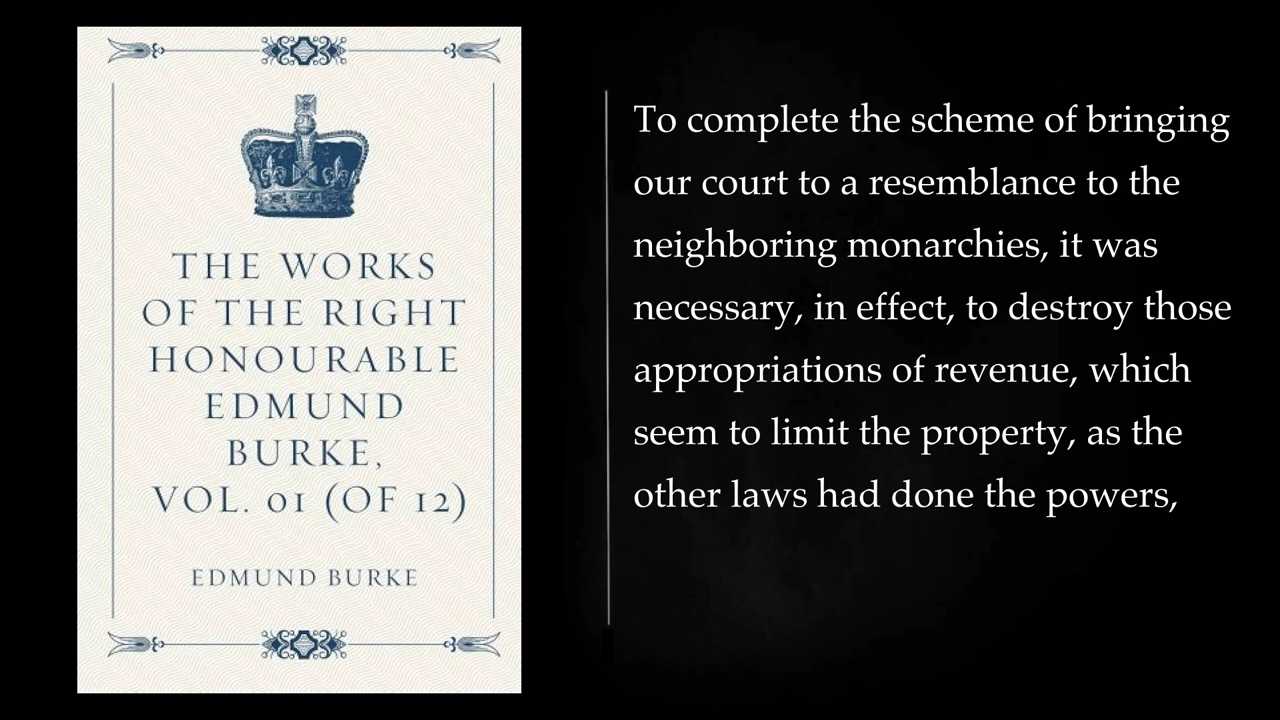 THE WORKS
OF THE RIGHT
HONOURABLE
EDMUND
BURKE,
VOL. 01 (OF 12)
EDMUND BURKE
To complete the scheme of bringing
our court to a resemblance to the
neighboring monarchies, it was
necessary, in effect, to destroy those
appropriations of revenue, which
seem to limit the property, as the
other laws had done the powers,